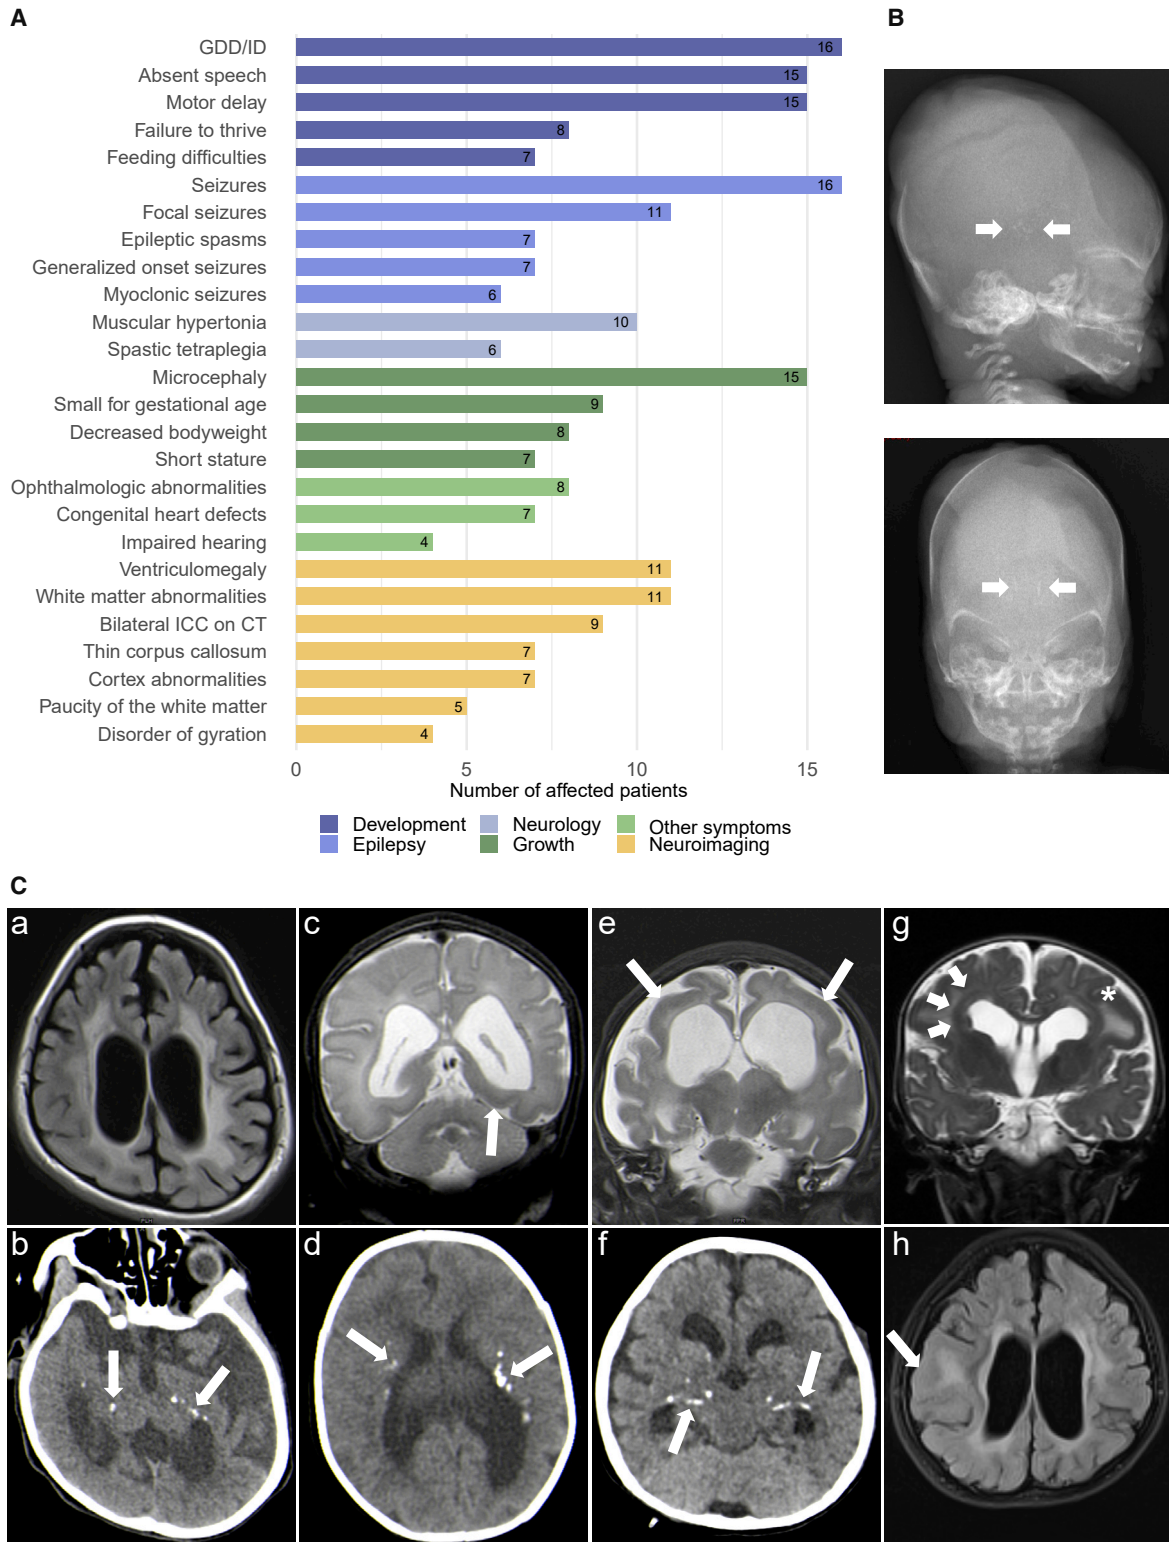 A
B
GDD/ID 16
Absent speech 15
Motor delay 15
Failure to thrive 8
Feeding difficulties 7
Seizures 16
Focal seizures 11
Epileptic spasms 7
Generalized onset seizures 7
Myoclonic seizures 6
Muscular hypertonia 10
Spastic tetraplegia 6
Microcephaly 15
Small for gestational age 9
Decreased bodyweight 8
Short stature 7
Ophthalmologic abnormalities 8
Congenital heart defects 7
Impaired hearing 4
Ventriculomegaly 11
White matter abnormalities 11
Bilateral ICC on CT 9
Thin corpus callosum 7
Cortex abnormalities 7
Paucity of the white matter 5
Disorder of gyration 4
0 5 10 15
Number of affected patients
Development Neurology Other symptoms
Epilepsy Growth Neuroimaging
C
a c e g
*
b d f h